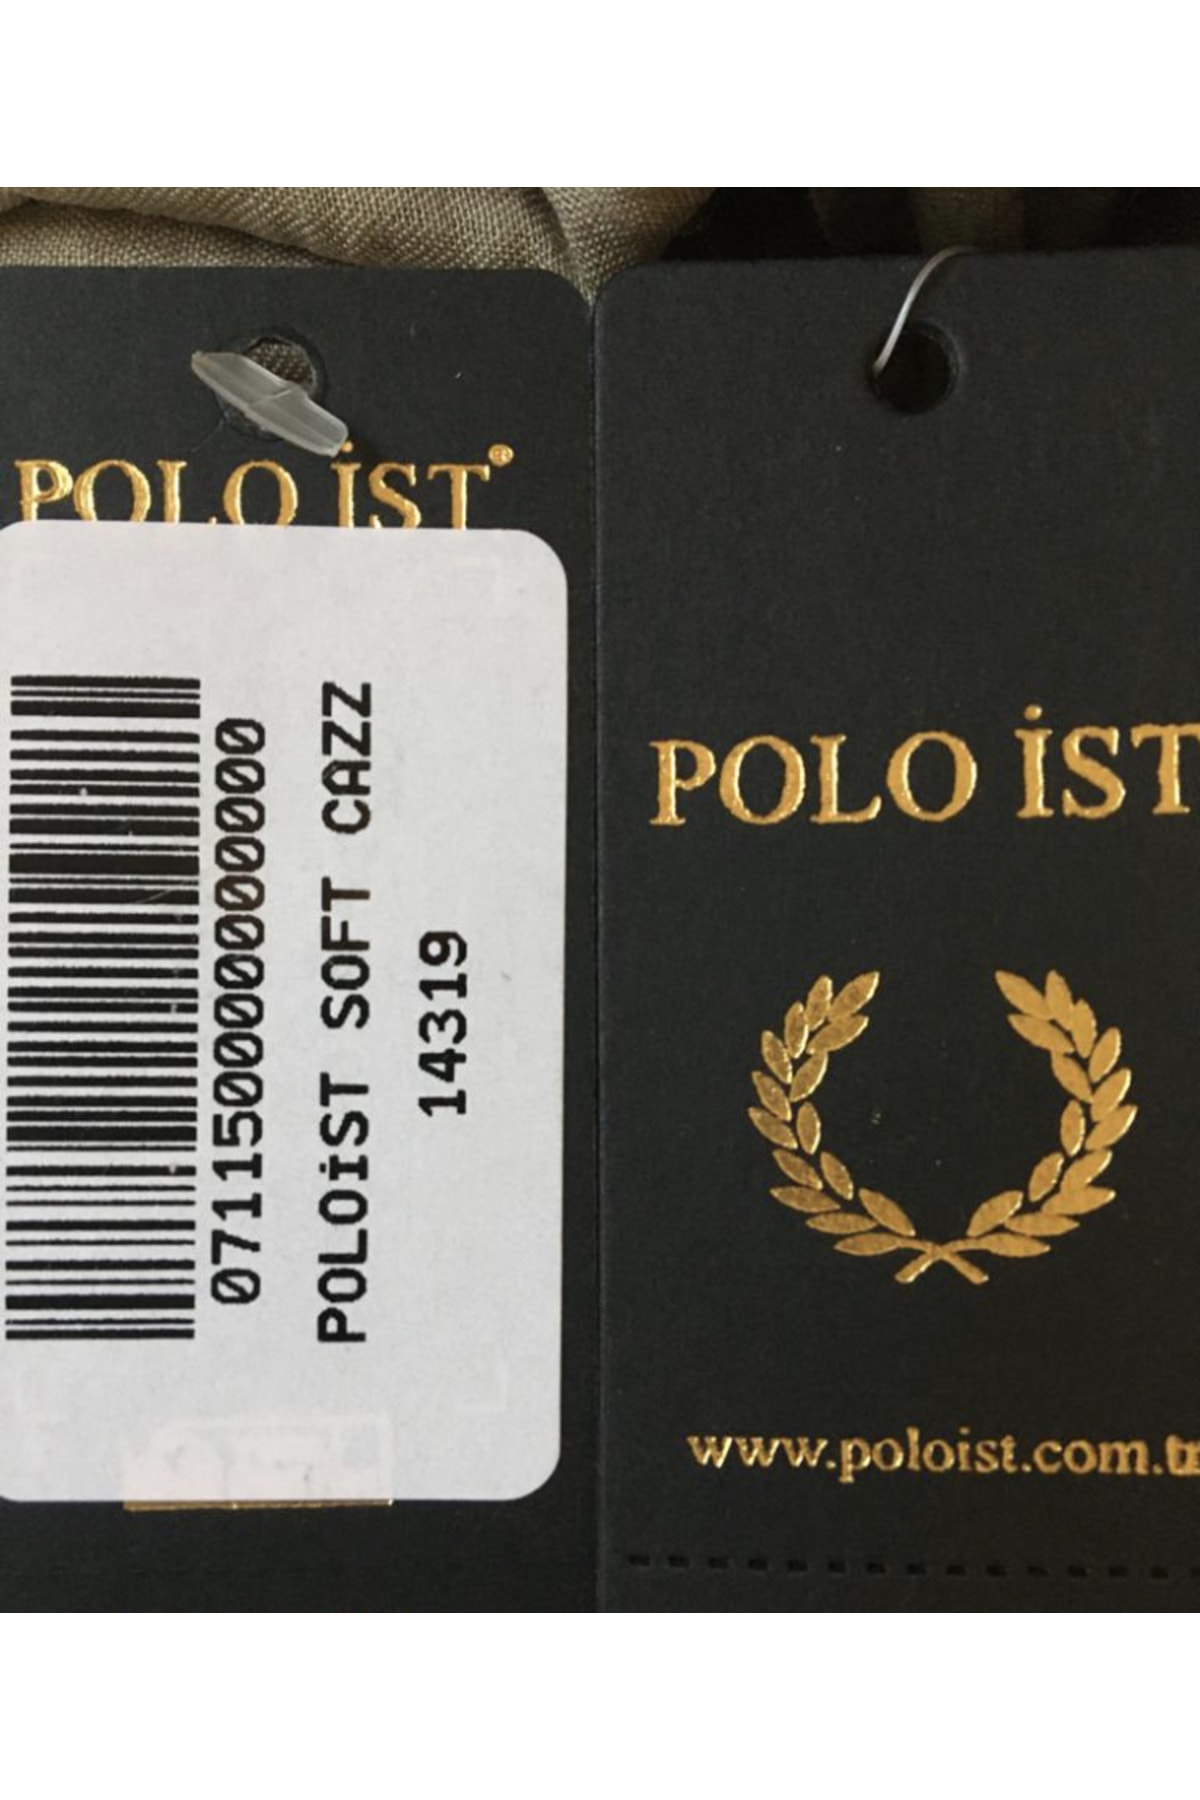 POLO İST®
0711500000000000
POLOİST SOFT CAZZ
14319
POLO İST
www.poloist.com.tr